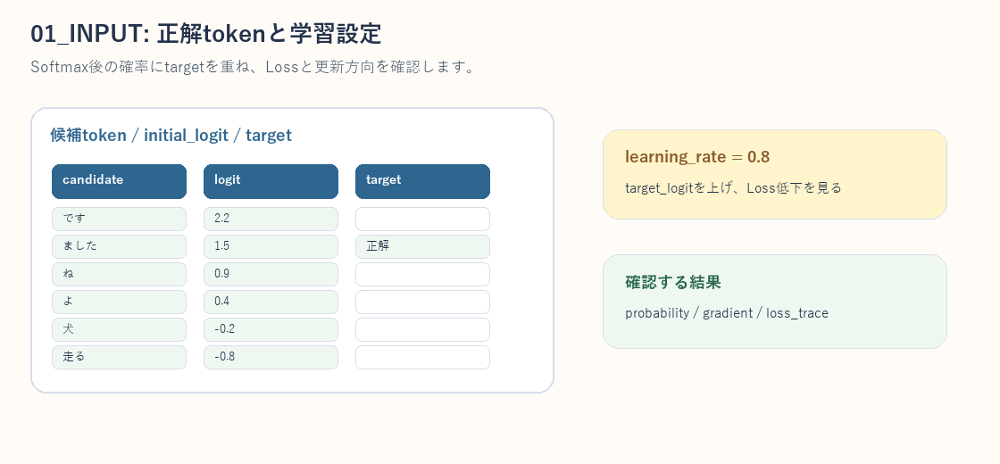 01_INPUT: 正解tokenと学習設定
Softmax後の確率にtargetを重ね、Lossと更新方向を確認します。
候補token / initial_logit / target
candidate logit target
です 2.2
ました 1.5 正解
ね 0.9
よ 0.4
犬 -0.2
走る -0.8
learning_rate = 0.8
target_logitを上げ、Loss低下を見る
確認する結果
probability / gradient / loss_trace